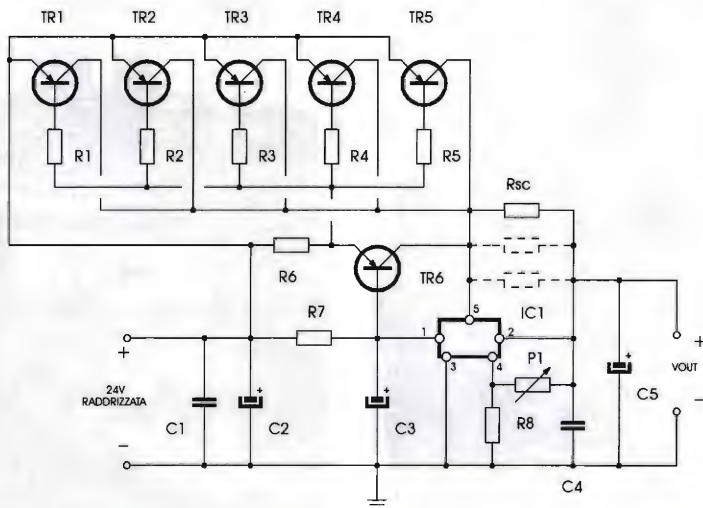 TR1 TR2 TR3 TR4 TR5
R1 R2 R3 R4 R5
Rsc
R6
TR6
IC1
5
R7
1 2
3 4
P1
+
24V
RADDRIZZATA
-
C1
+
C2
+
C3
R8
C4
+
C5
+
VOUT
-